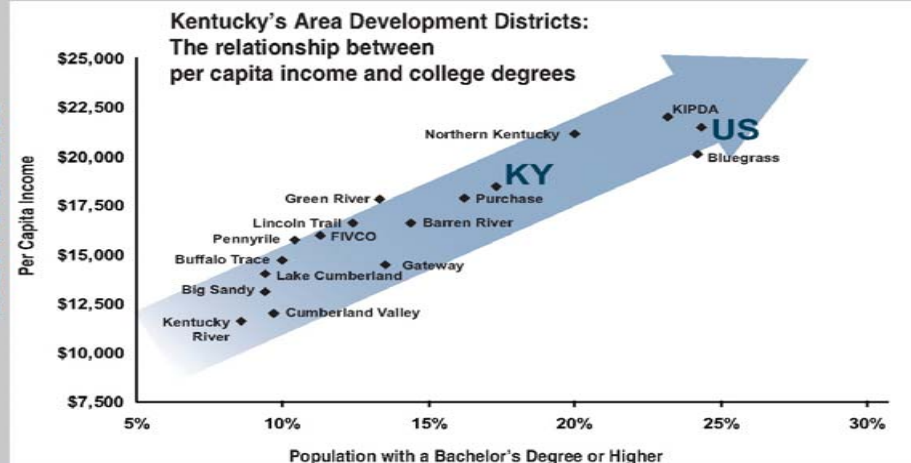 Kentucky's Area Development Districts:
The relationship between
per capita income and college degrees
$25,000
$22,500
$20,000
$17,500
$15,000
$12,500
$10,000
$7,500
Per Capita Income
KIPDA
US
Northern Kentucky
Bluegrass
KY
Green River
Purchase
Lincoln Trail
Barren River
Pennyrile
FIVCO
Buffalo Trace
Gateway
Lake Cumberland
Big Sandy
Cumberland Valley
Kentucky
River
5%
10%
15%
20%
25%
30%
Population with a Bachelor's Degree or Higher